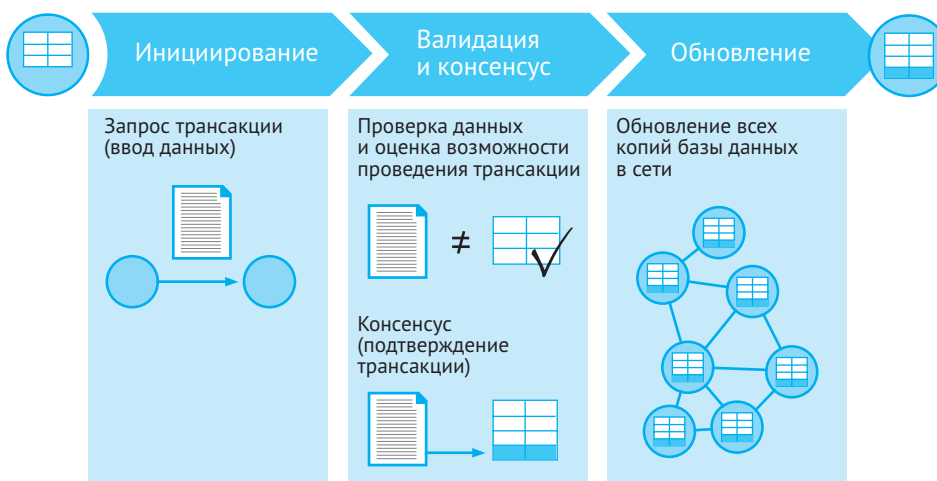 Инициирование
Валидация
и консенсус
Обновление
Запрос трансакции
(ввод данных)
Проверка данных
и оценка возможности
проведения трансакции
≠
Консенсус
(подтверждение
трансакции)
Обновление всех
копий базы данных
в сети